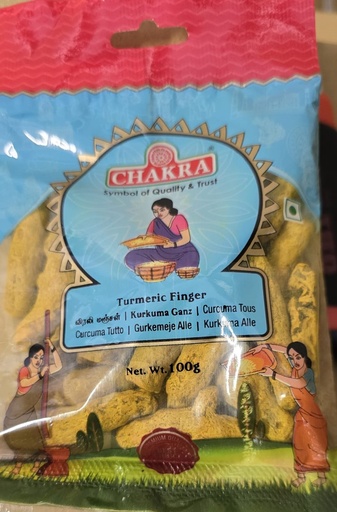 CHAKRA
Symbol of Quality & Trust
Turmeric Finger
விரலி மஞ்சள் | Kurkuma Ganz | Curcuma Tous
Curcuma Tutto | Gurkemeje Alle | Kurkuma Alle
Net. Wt. 100g